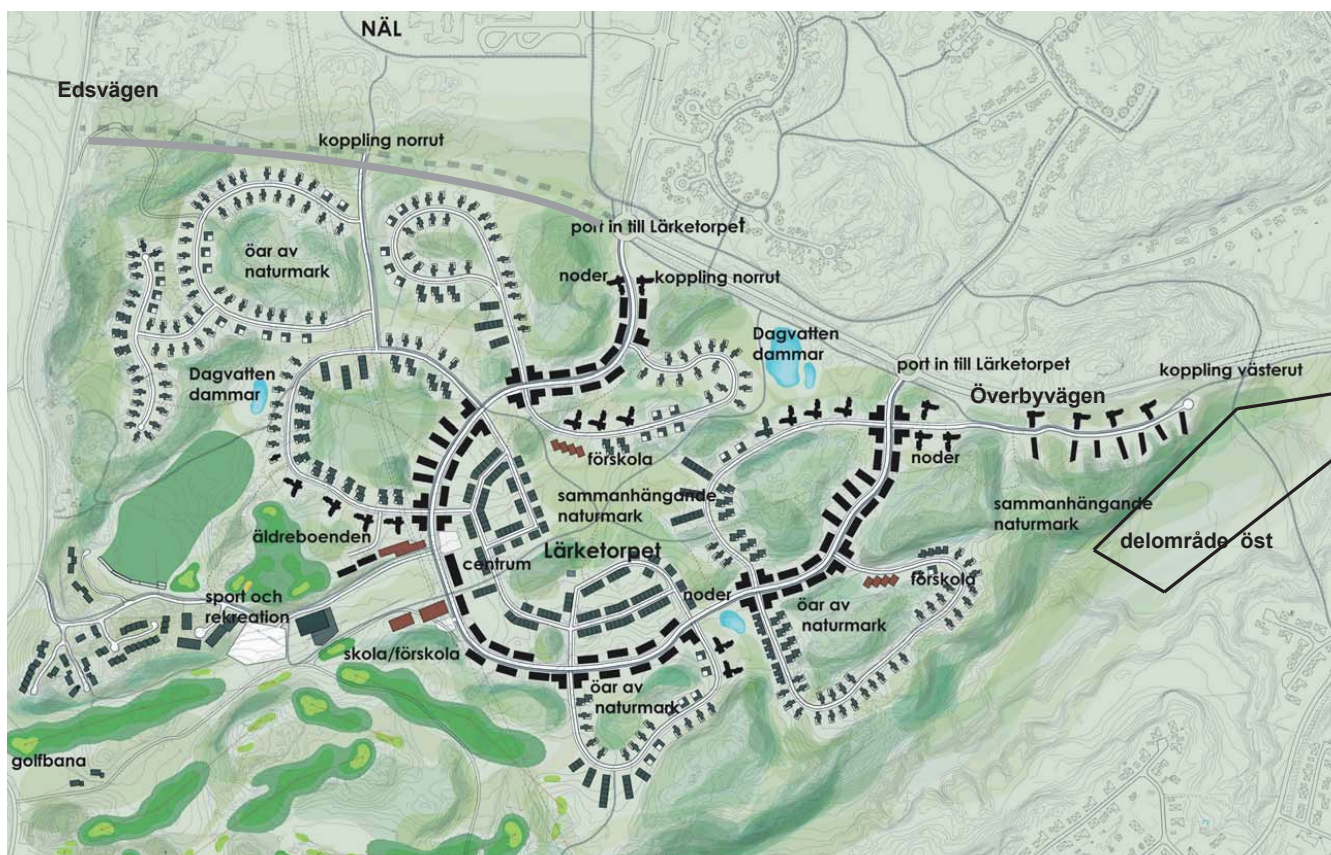 NÄL
Edsvägen
koppling norrut
port in till Lärketorpet
öar av
naturmark
noder
koppling norrut
Dagvatten
dammar
port in till Lärketorpet
koppling västerut
Dagvatten
dammar
Överbyvägen
noder
förskola
sammanhängande
naturmark
sammanhängande
naturmark
äldreboenden
delområde öst
Lärketorpet
centrum
förskola
noder
sport och
rekreation
öar av
naturmark
skola/förskola
öar av
naturmark
golfbana